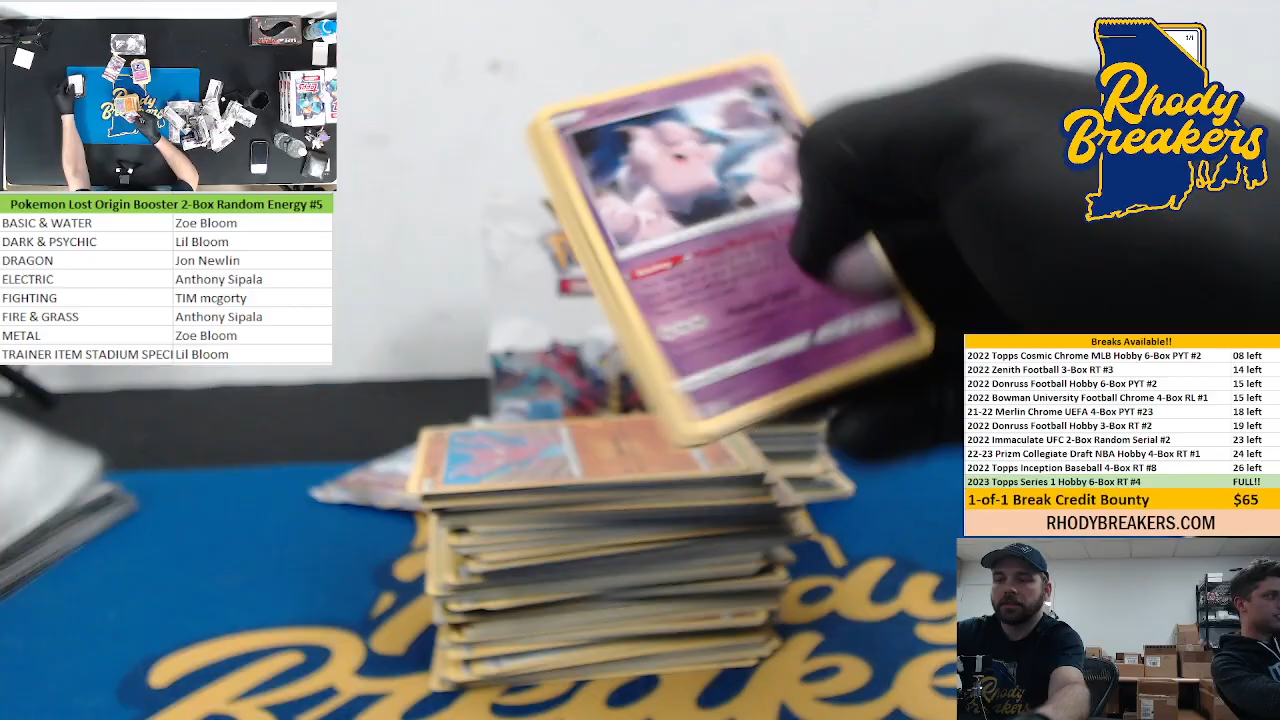 Pokemon Lost Origin Booster 2-Box Random Energy #5
BASIC & WATER Zoe Bloom
DARK & PSYCHIC Lil Bloom
DRAGON Jon Newlin
ELECTRIC Anthony Sipala
FIGHTING TIM mcgorty
FIRE & GRASS Anthony Sipala
METAL Zoe Bloom
TRAINER ITEM STADIUM SPECI Lil Bloom
1/1
Rhody
Breakers
Breaks Available!!
2022 Topps Cosmic Chrome MLB Hobby 6-Box PYT #2 08 left
2022 Zenith Football 3-Box RT #3 14 left
2022 Donruss Football Hobby 6-Box PYT #2 15 left
2022 Bowman University Football Chrome 4-Box RL #1 15 left
21-22 Merlin Chrome UEFA 4-Box PYT #23 18 left
2022 Donruss Football Hobby 3-Box RT #2 19 left
2022 Immaculate UFC 2-Box Random Serial #2 23 left
22-23 Prizm Collegiate Draft NBA Hobby 4-Box RT #1 24 left
2022 Topps Inception Baseball 4-Box RT #8 26 left
2023 Topps Series 1 Hobby 6-Box RT #4 FULL!!
1-of-1 Break Credit Bounty $65
RHODYBREAKERS.COM
Rhody
Breakers